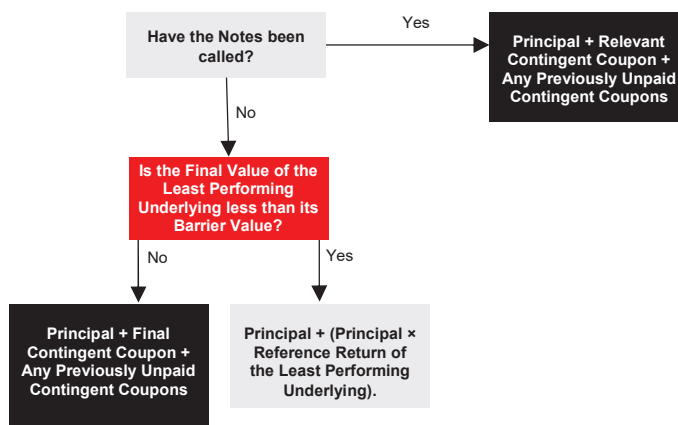 Have the Notes been
called?
Yes
Principal + Relevant
Contingent Coupon +
Any Previously Unpaid
Contingent Coupons
No
Is the Final Value of the
Least Performing
Underlying less than its
Barrier Value?
No
Yes
Principal + Final
Contingent Coupon +
Any Previously Unpaid
Contingent Coupons
Principal + (Principal ×
Reference Return of
the Least Performing
Underlying).